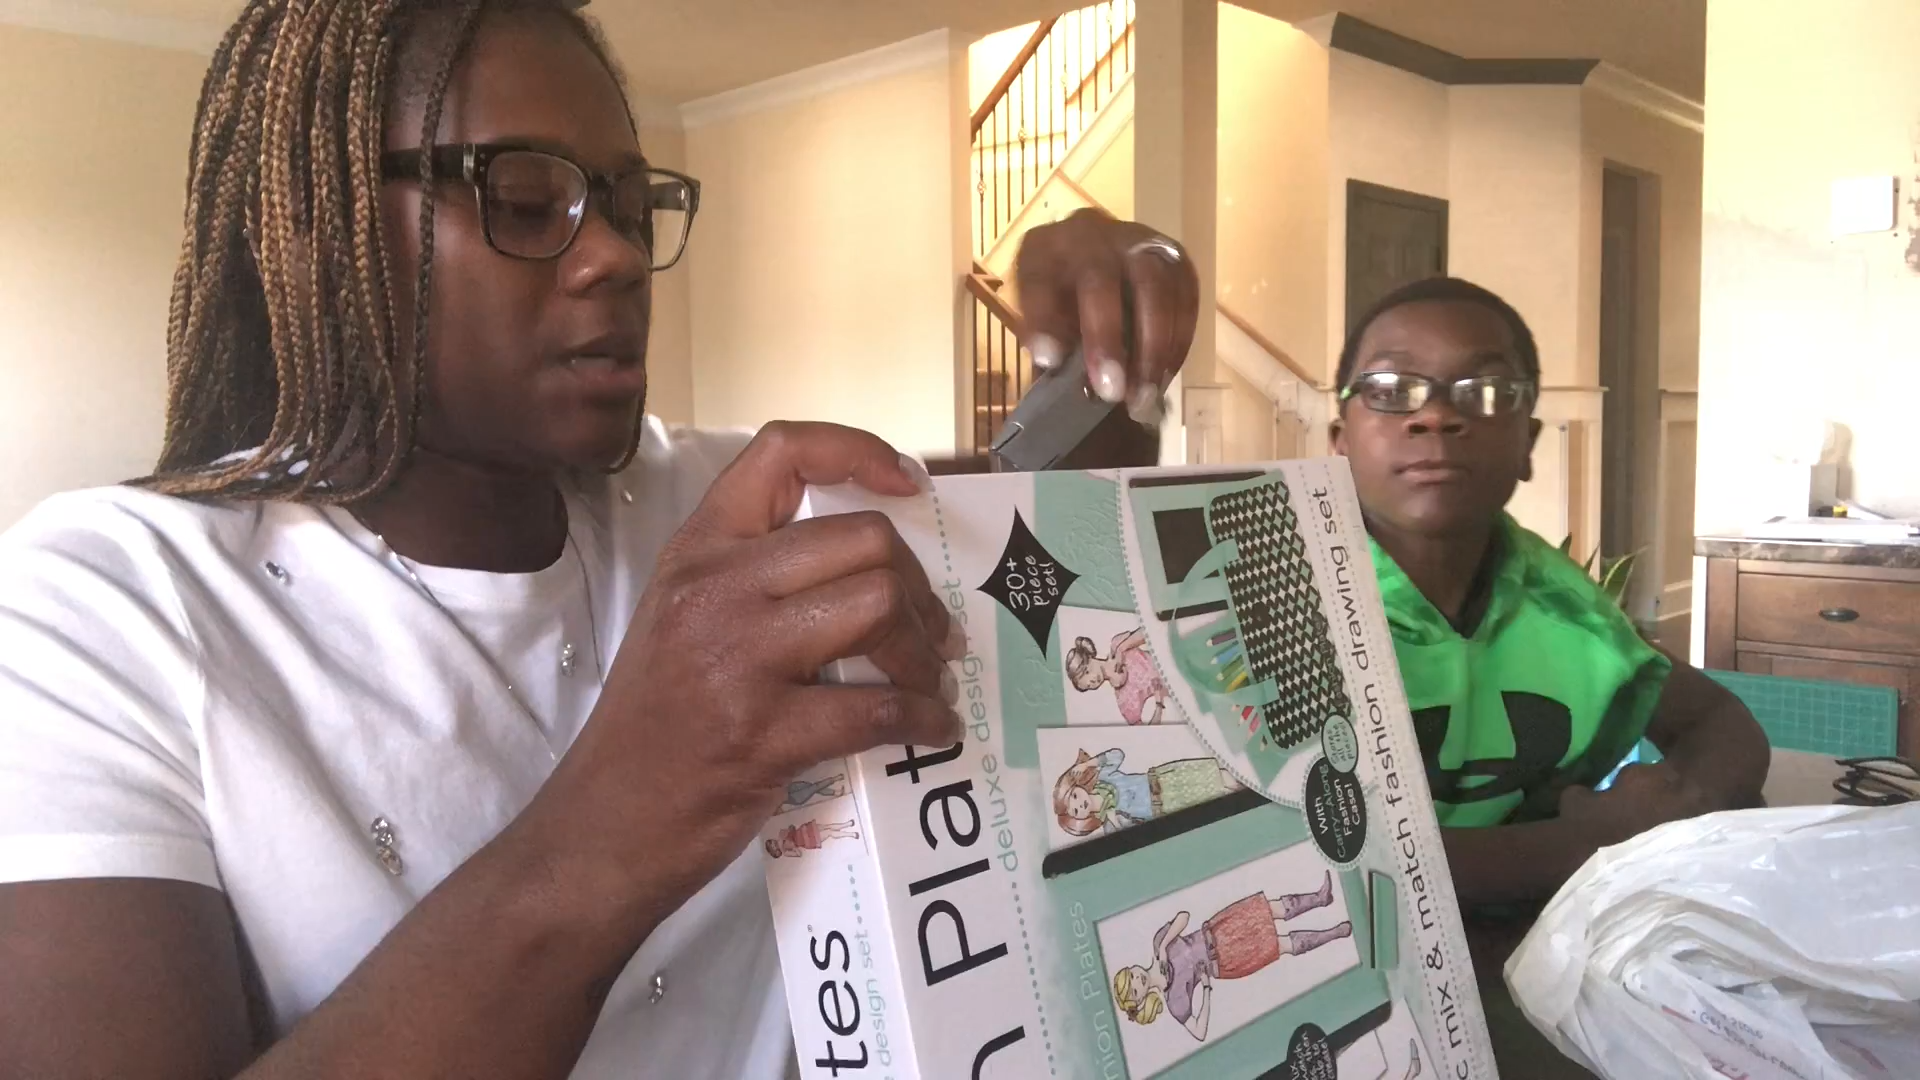 n Plat
deluxe design set
30+
piece
set!
tes
design set
nion Plates
With
Carry-Along
Fashion
Case!
c mix & match fashion drawing set